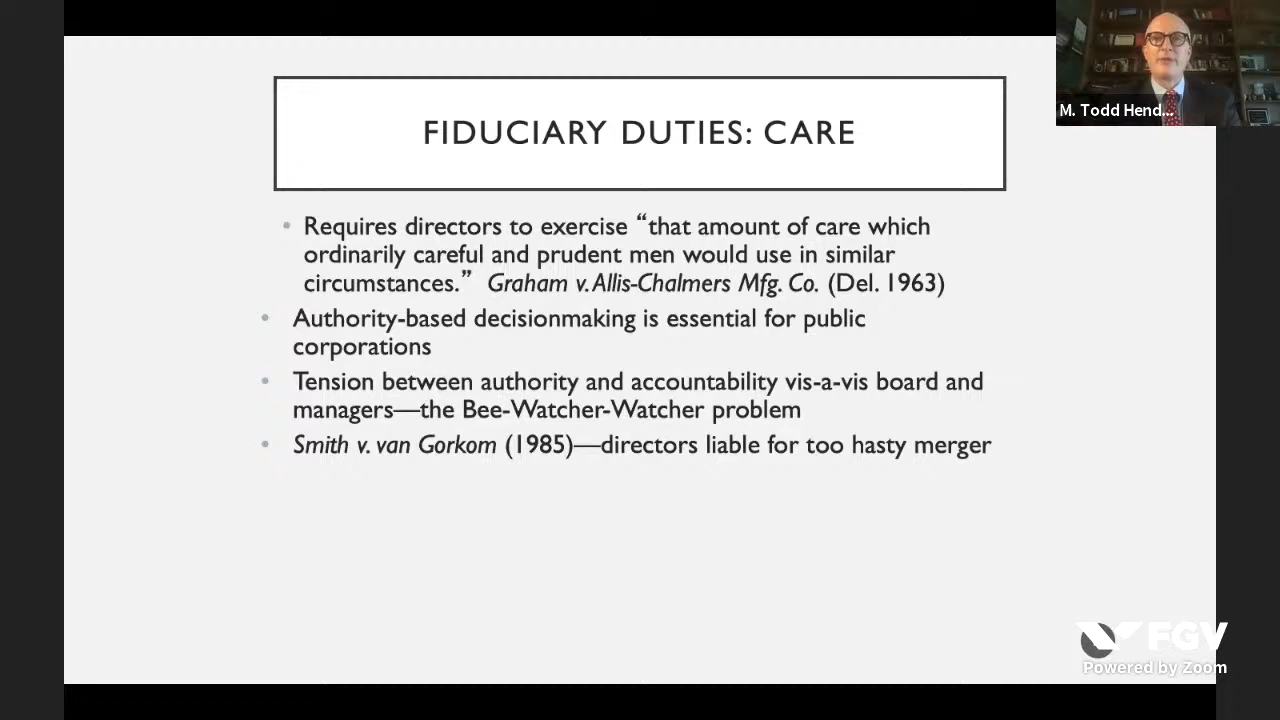 M. Todd Hend...
FIDUCIARY DUTIES: CARE
• Requires directors to exercise “that amount of care which
ordinarily careful and prudent men would use in similar
circumstances.” Graham v. Allis-Chalmers Mfg. Co. (Del. 1963)
• Authority-based decisionmaking is essential for public
corporations
• Tension between authority and accountability vis-a-vis board and
managers—the Bee-Watcher-Watcher problem
• Smith v. van Gorkom (1985)—directors liable for too hasty merger
FGV
Powered by Zoom